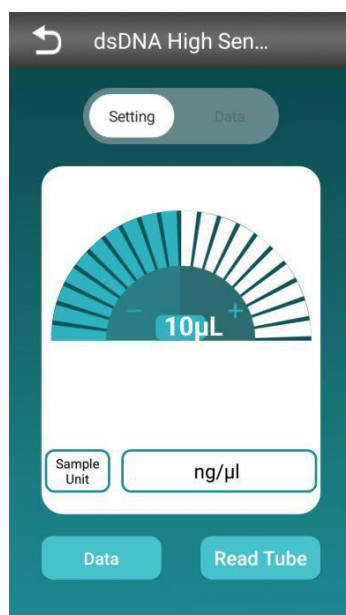 dsDNA High Sen...
Setting
Data
−
+
10µL
Sample
Unit
ng/µl
Data
Read Tube